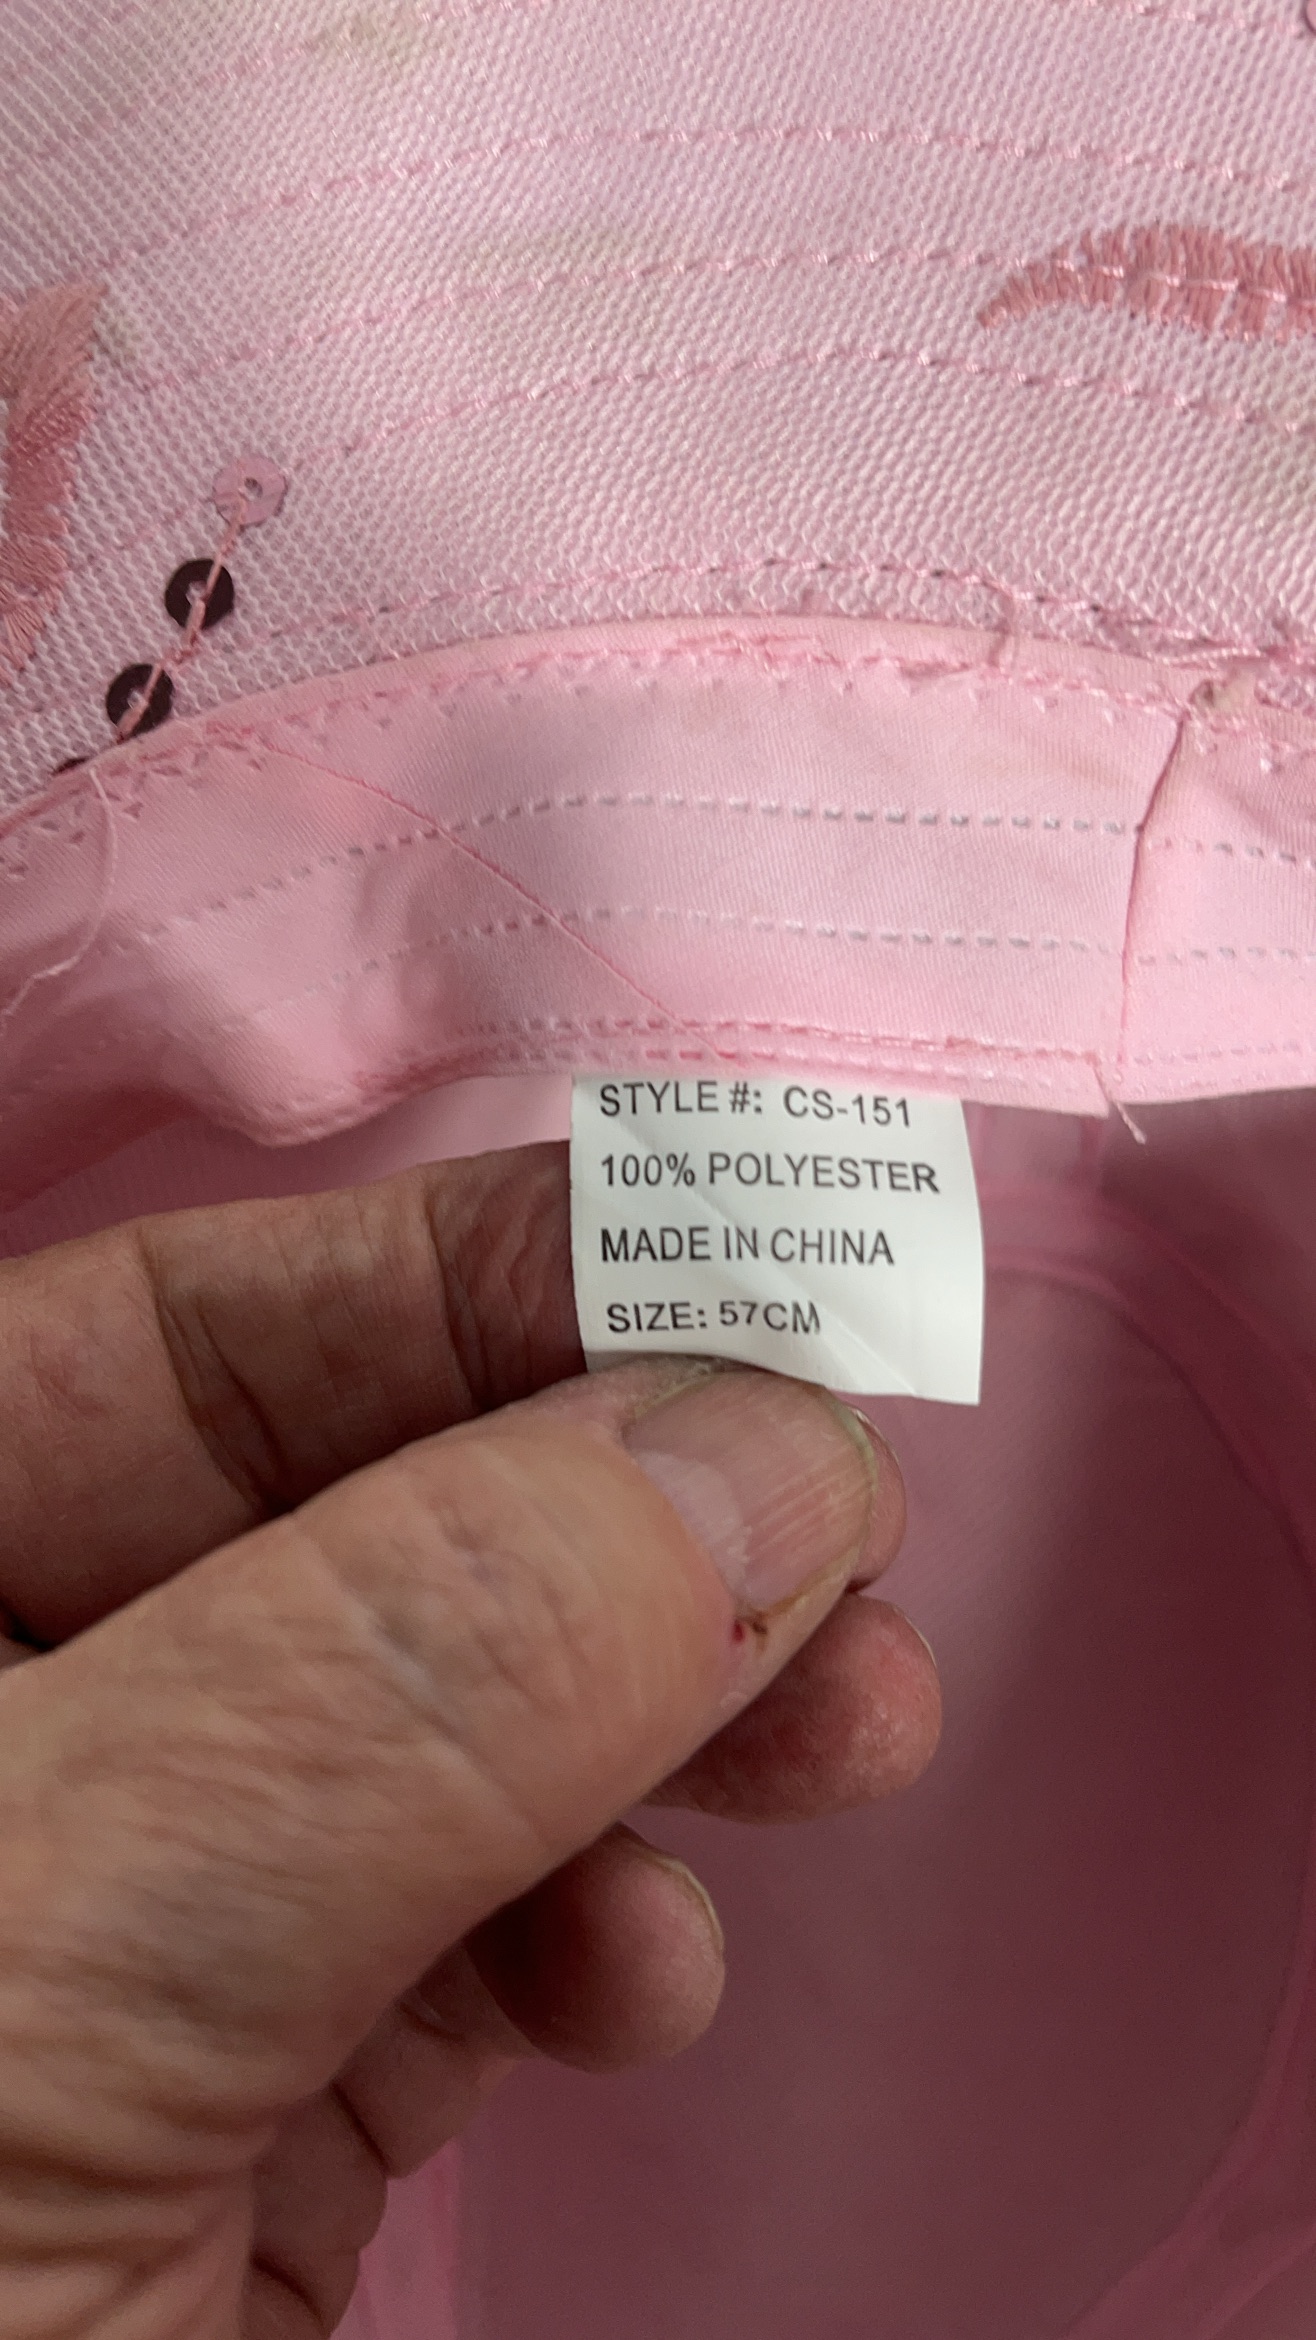 STYLE #: CS-151
100% POLYESTER
MADE IN CHINA
SIZE: 57CM